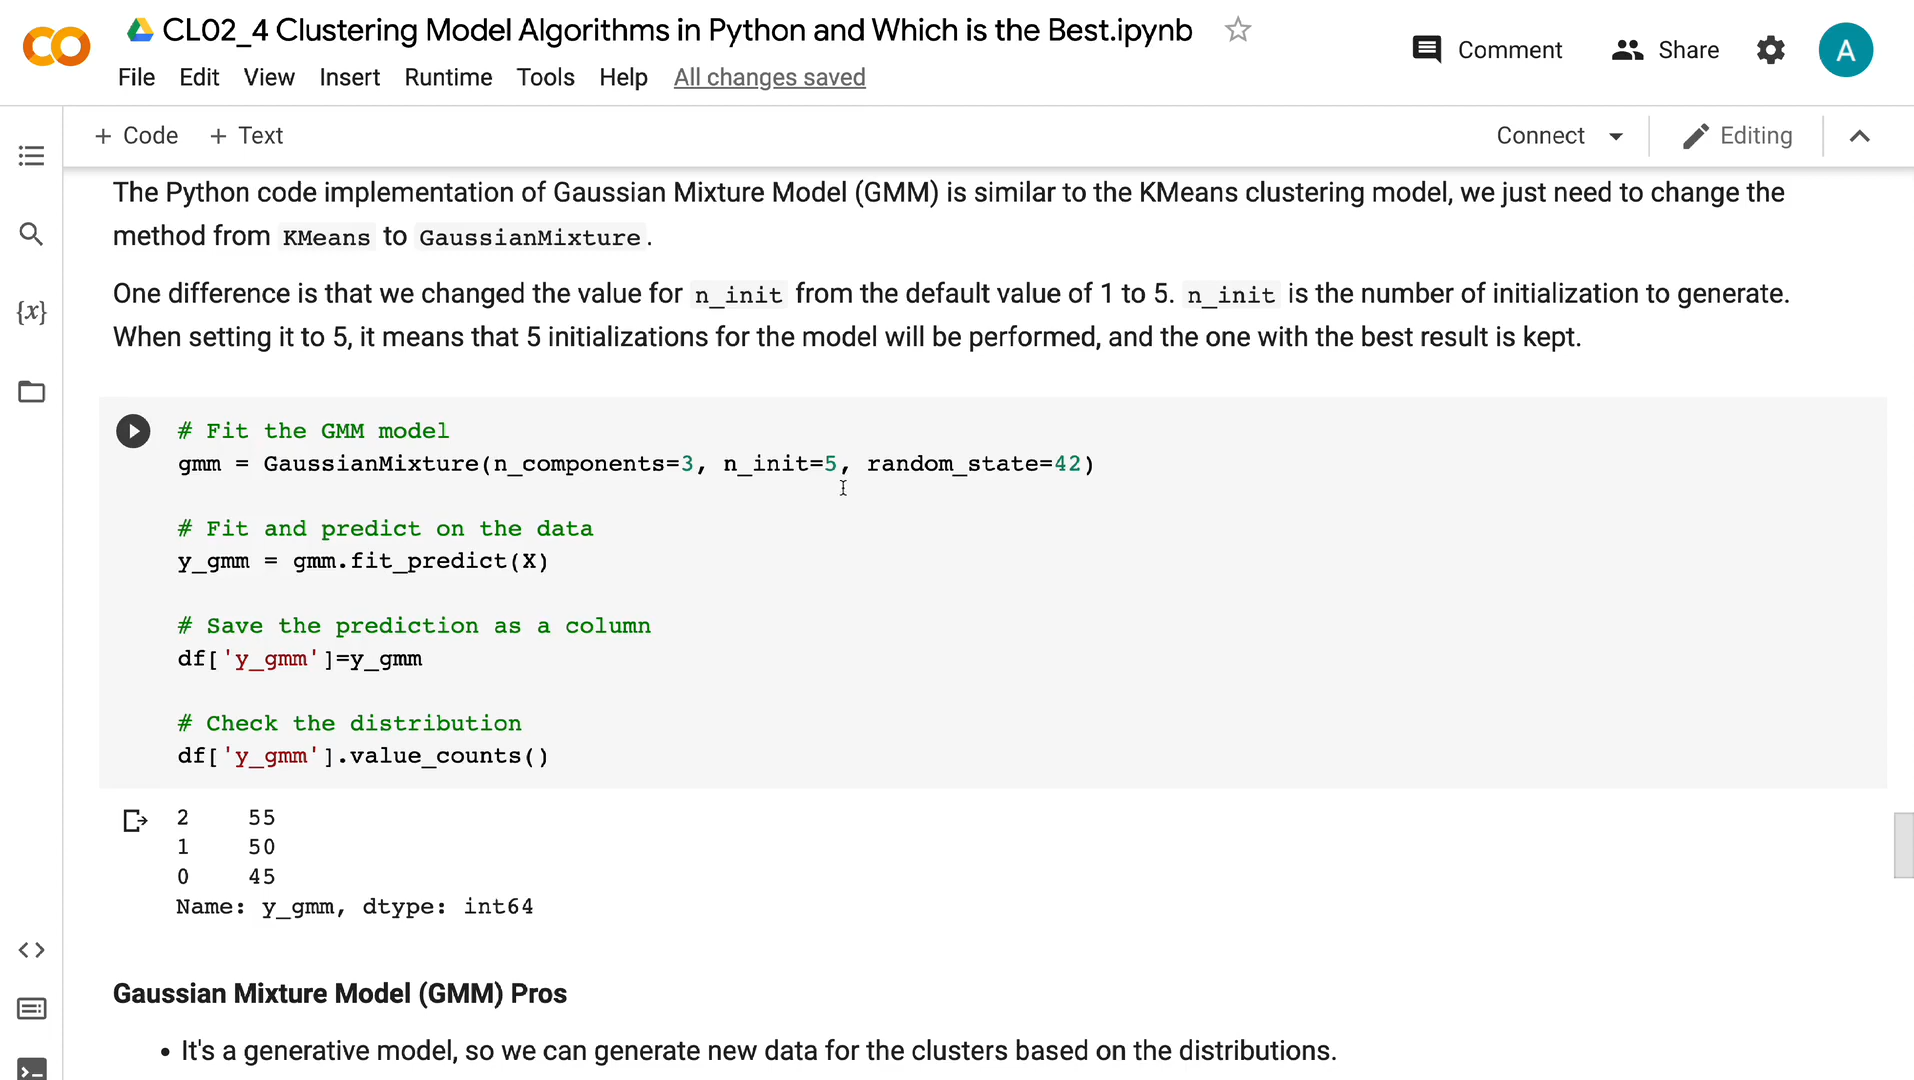 CL02_4 Clustering Model Algorithms in Python and Which is the Best.ipynb
Comment
Share
A
File Edit View Insert Runtime Tools Help All changes saved
+ Code + Text
Connect
Editing
{x}
The Python code implementation of Gaussian Mixture Model (GMM) is similar to the KMeans clustering model, we just need to change the
method from KMeans to GaussianMixture.
One difference is that we changed the value for n_init from the default value of 1 to 5. n_init is the number of initialization to generate.
When setting it to 5, it means that 5 initializations for the model will be performed, and the one with the best result is kept.
# Fit the GMM model
gmm = GaussianMixture(n_components=3, n_init=5, random_state=42)
# Fit and predict on the data
y_gmm = gmm.fit_predict(X)
# Save the prediction as a column
df['y_gmm']=y_gmm
# Check the distribution
df['y_gmm'].value_counts()
2 55
1 50
0 45
Name: y_gmm, dtype: int64
Gaussian Mixture Model (GMM) Pros
• It's a generative model, so we can generate new data for the clusters based on the distributions.